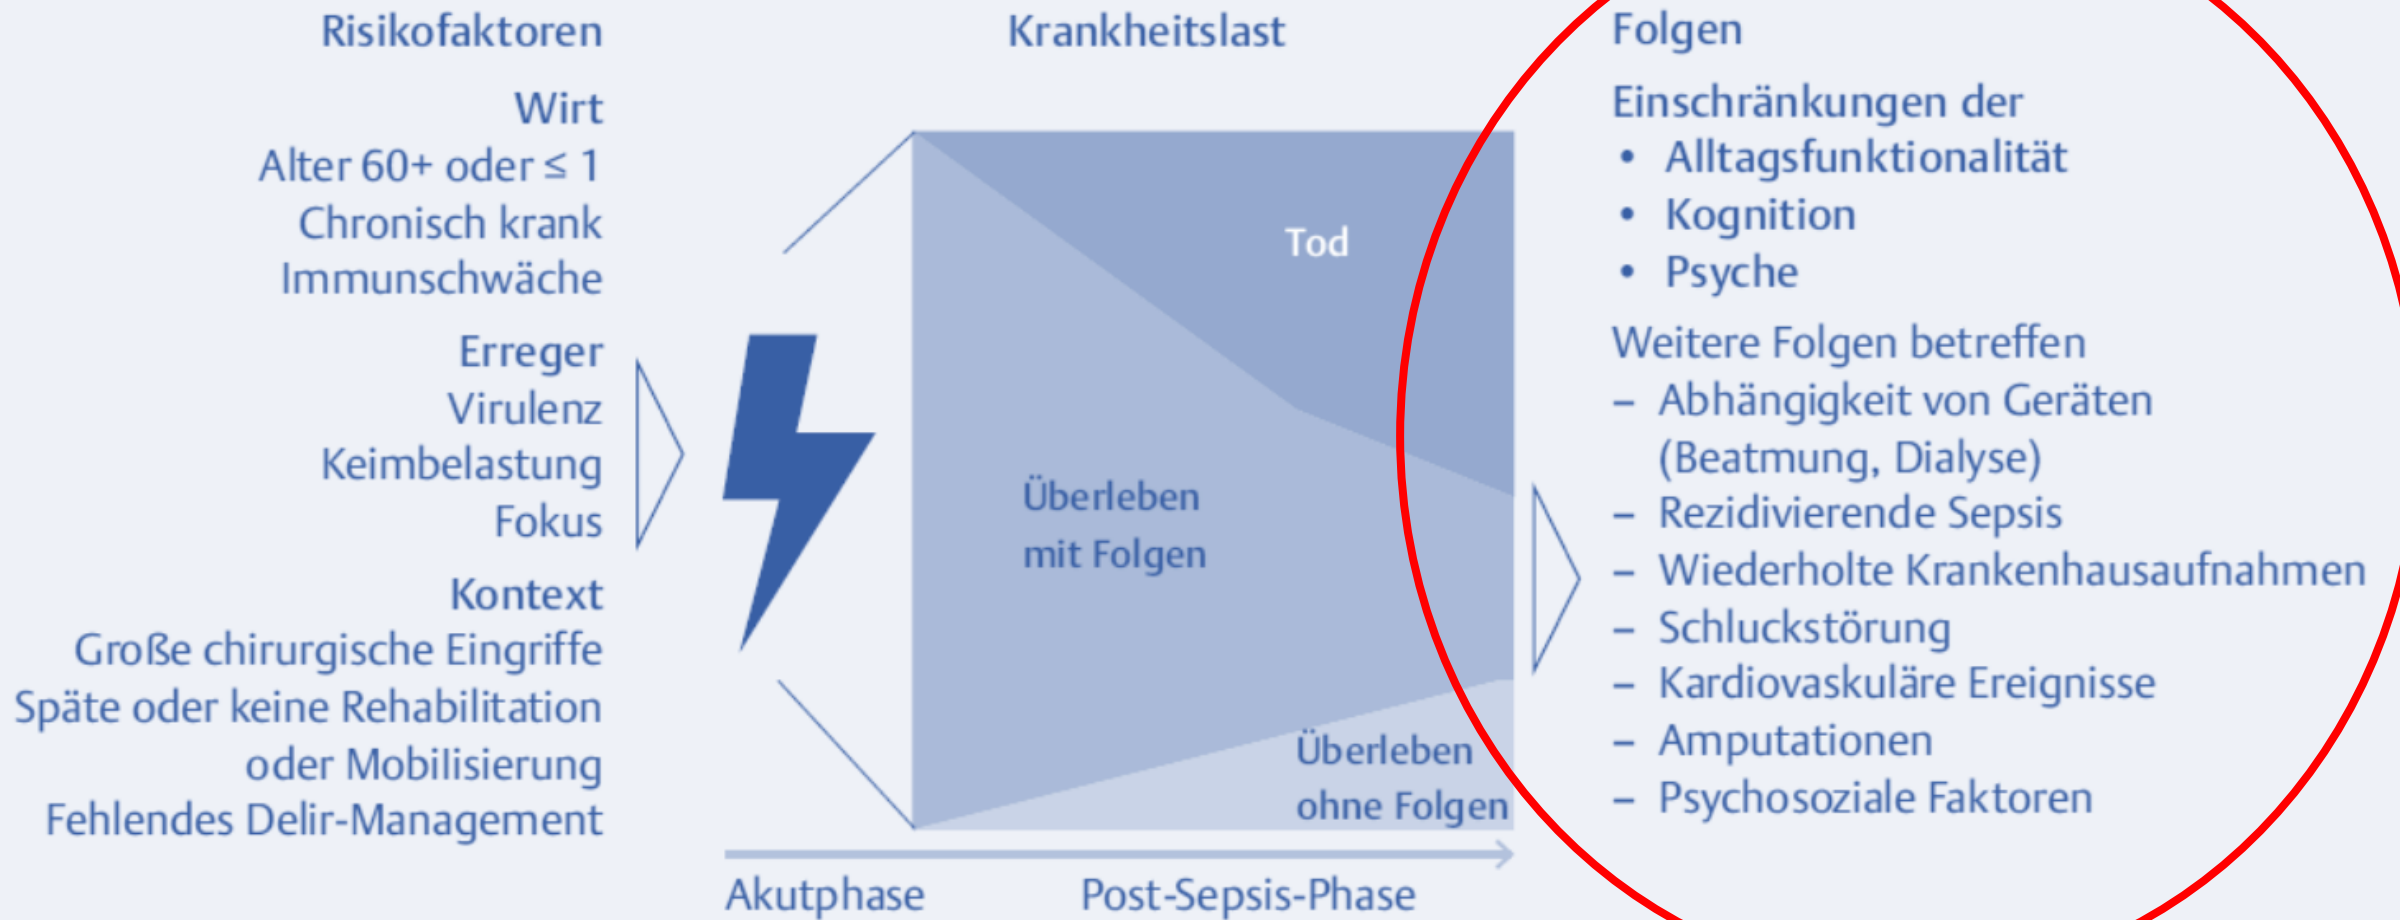 Risikofaktoren
Wirt
Alter 60+ oder ≤ 1
Chronisch krank
Immunschwäche
Erreger
Virulenz
Keimbelastung
Fokus
Kontext
Große chirurgische Eingriffe
Späte oder keine Rehabilitation
oder Mobilisierung
Fehlendes Delir-Management
Krankheitslast
Tod
Überleben
mit Folgen
Überleben
ohne Folgen
Akutphase
Post-Sepsis-Phase
Folgen
Einschränkungen der
• Alltagsfunktionalität
• Kognition
• Psyche
Weitere Folgen betreffen
– Abhängigkeit von Geräten
(Beatmung, Dialyse)
– Rezidivierende Sepsis
– Wiederholte Krankenhausaufnahmen
– Schluckstörung
– Kardiovaskuläre Ereignisse
– Amputationen
– Psychosoziale Faktoren